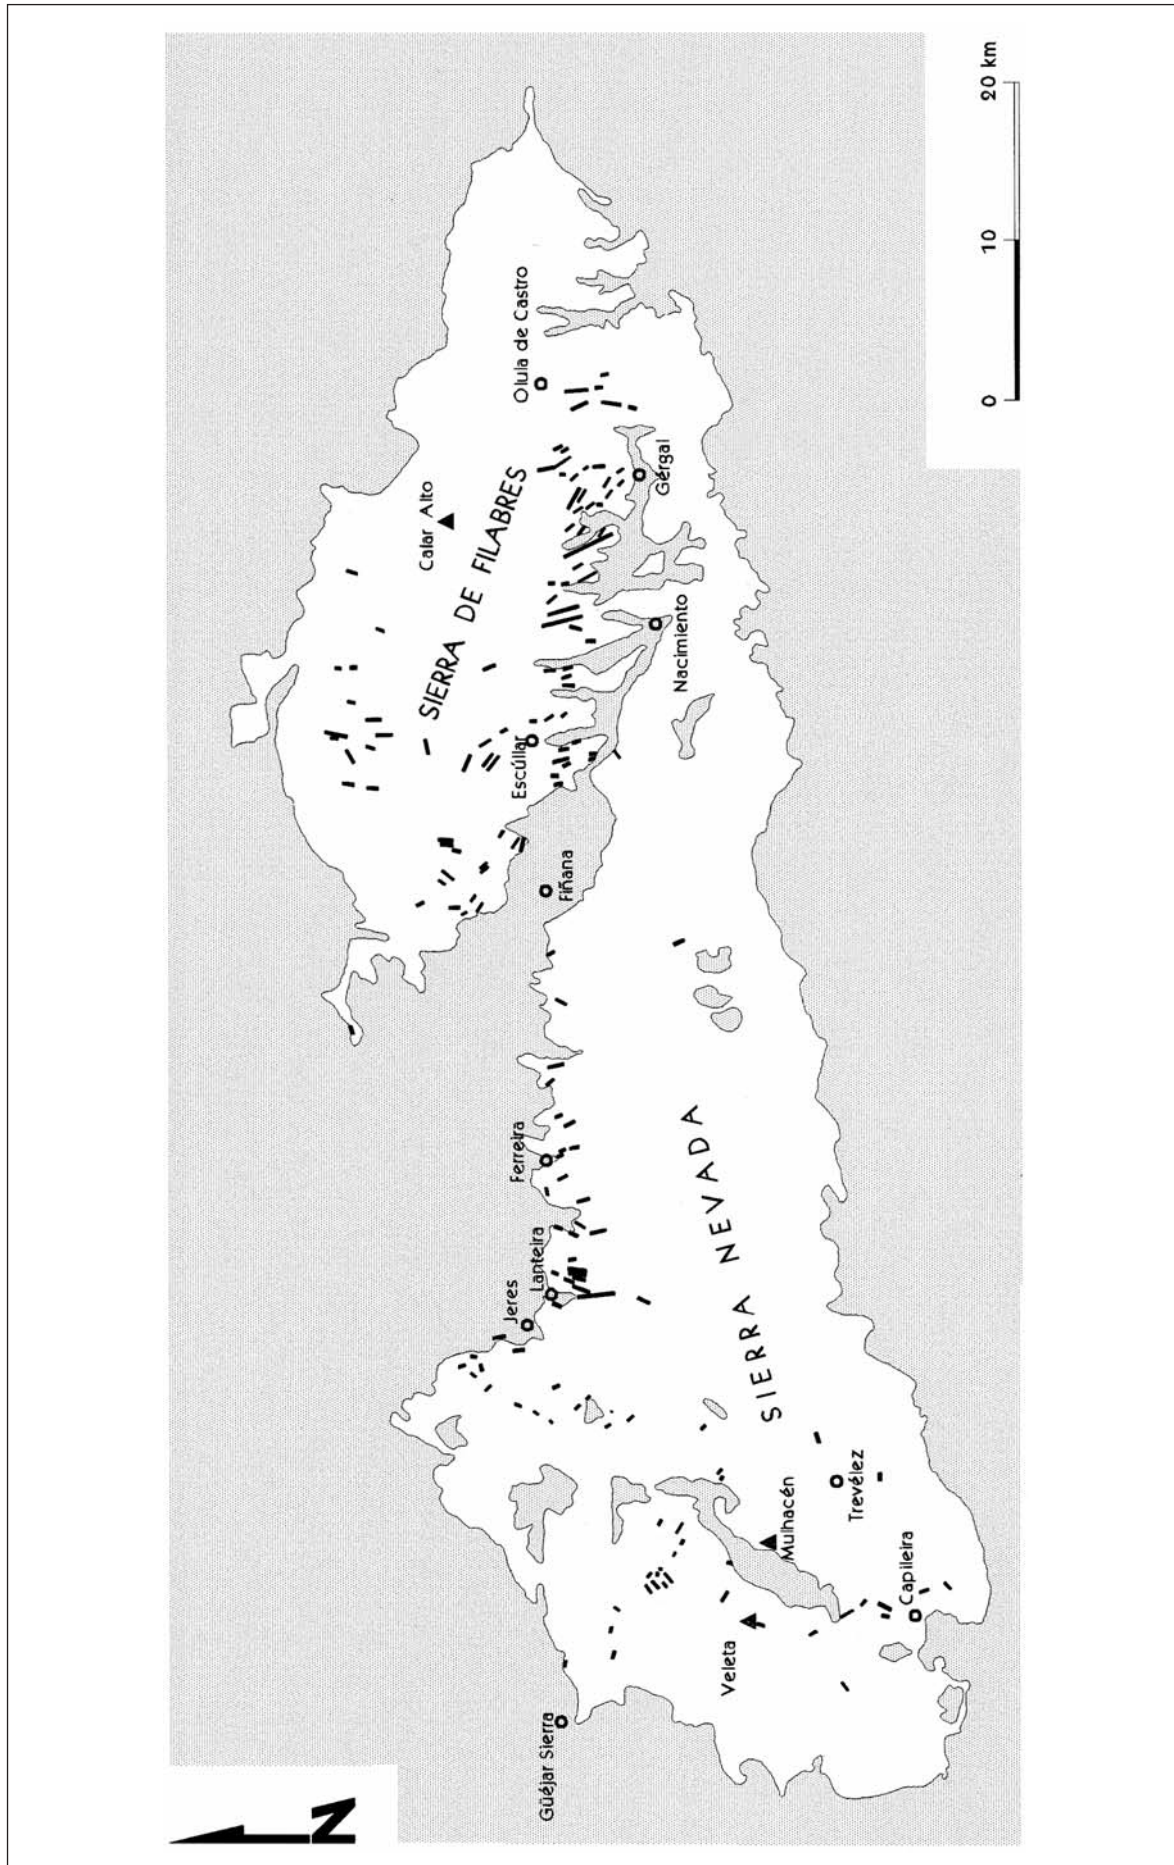 N
Güéjar Sierra
Veleta
Mulhacén
Capileira
Trevélez
Jeres
Lanteira
Ferreira
SIERRA NEVADA
Fiñana
Escúllar
SIERRA DE FILABRES
Calar Alto
Nacimiento
Gérgal
Olula de Castro
0 10 20 km